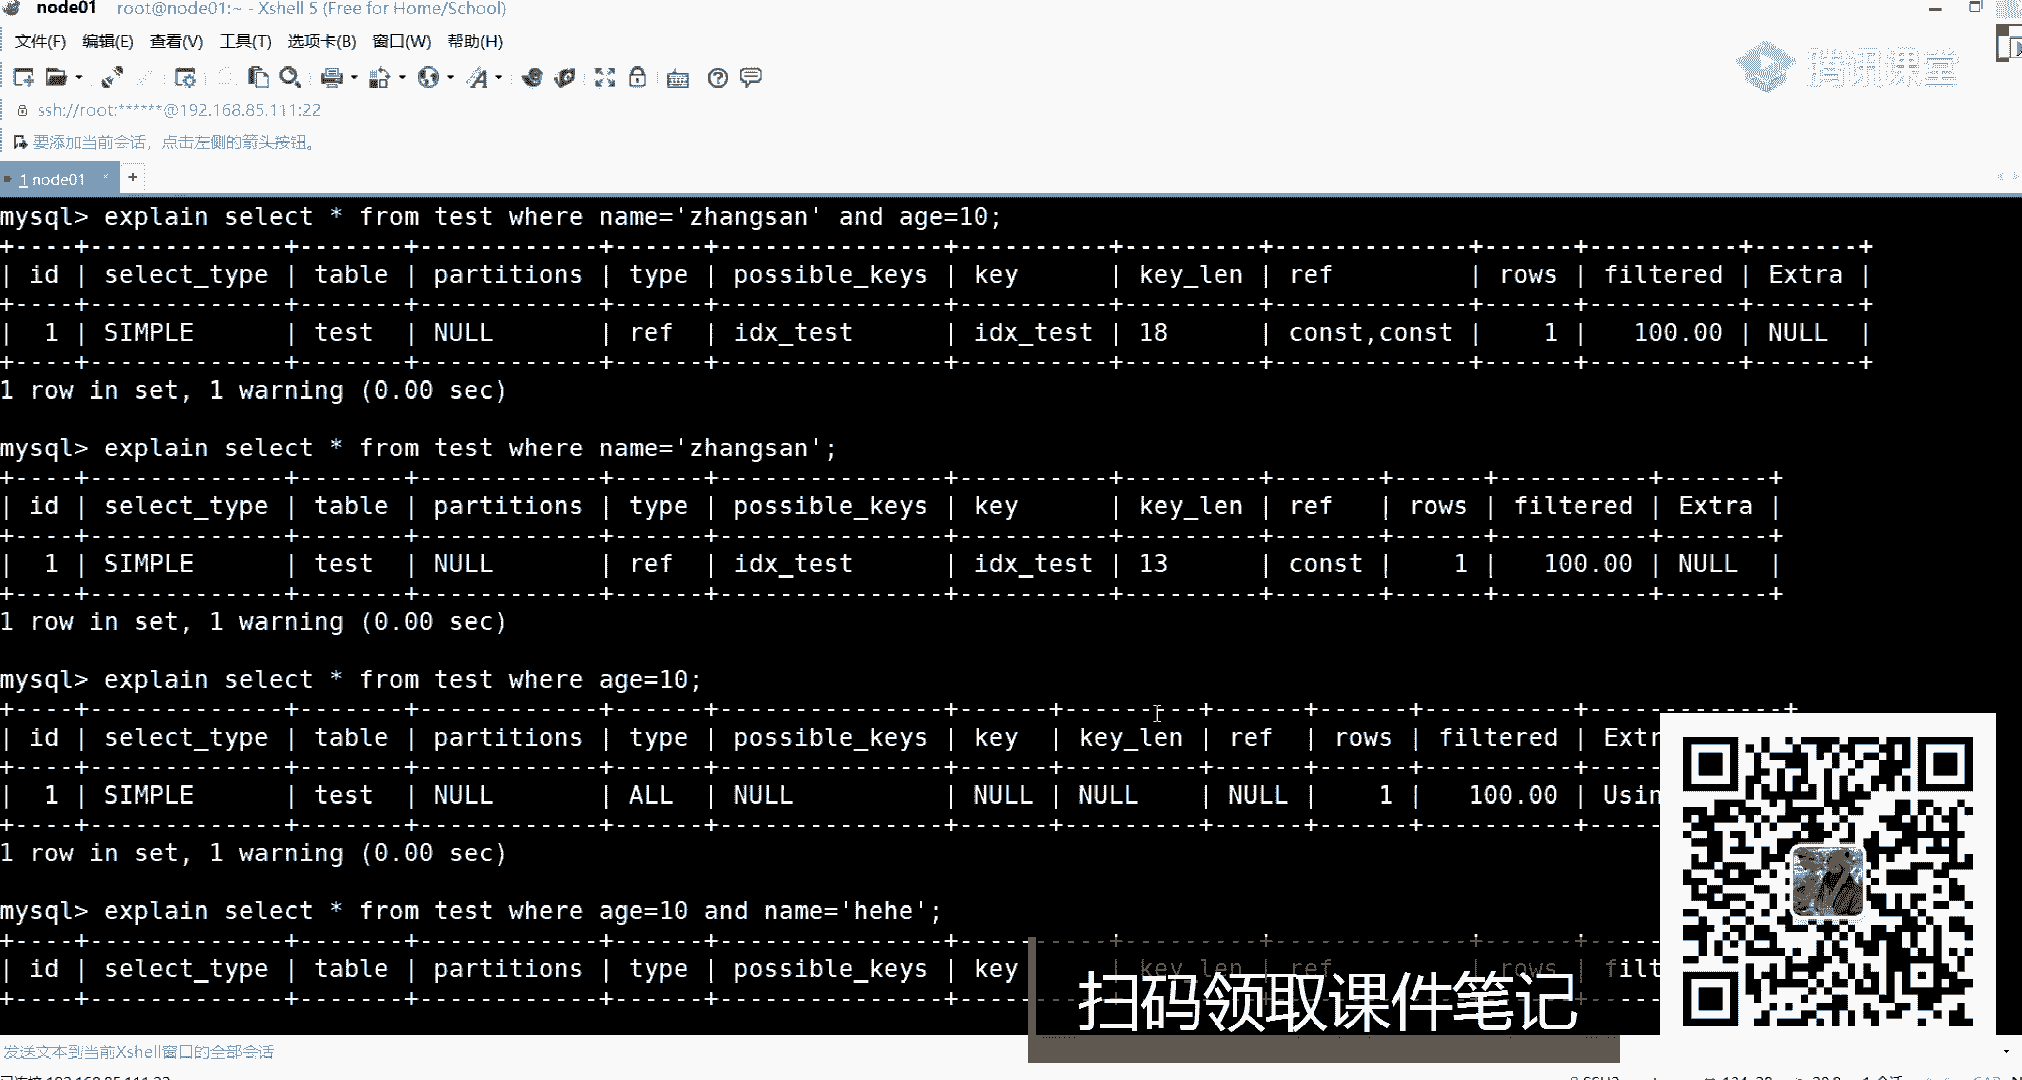 node01 root@node01:~ - Xshell 5 (Free for Home/School)
文件(F) 编辑(E) 查看(V) 工具(T) 选项卡(B) 窗口(W) 帮助(H)
腾讯课堂
ssh://root:******@192.168.85.111:22
要添加当前会话，点击左侧的箭头按钮。
1 node01 × +
mysql> explain select * from test where name='zhangsan' and age=10;
+----+-------------+-------+------------+------+---------------+----------+---------+-------------+------+----------+-------+
| id | select_type | table | partitions | type | possible_keys | key      | key_len | ref         | rows | filtered | Extra |
+----+-------------+-------+------------+------+---------------+----------+---------+-------------+------+----------+-------+
|  1 | SIMPLE      | test  | NULL       | ref  | idx_test      | idx_test | 18      | const,const |    1 |   100.00 | NULL  |
+----+-------------+-------+------------+------+---------------+----------+---------+-------------+------+----------+-------+
1 row in set, 1 warning (0.00 sec)
mysql> explain select * from test where name='zhangsan';
+----+-------------+-------+------------+------+---------------+----------+---------+-------+------+----------+-------+
| id | select_type | table | partitions | type | possible_keys | key      | key_len | ref   | rows | filtered | Extra |
+----+-------------+-------+------------+------+---------------+----------+---------+-------+------+----------+-------+
|  1 | SIMPLE      | test  | NULL       | ref  | idx_test      | idx_test | 13      | const |    1 |   100.00 | NULL  |
+----+-------------+-------+------------+------+---------------+----------+---------+-------+------+----------+-------+
1 row in set, 1 warning (0.00 sec)
mysql> explain select * from test where age=10;
+----+-------------+-------+------------+------+---------------+------+---------+------+------+----------+-------------+
| id | select_type | table | partitions | type | possible_keys | key  | key_len | ref  | rows | filtered | Extr
+----+-------------+-------+------------+------+---------------+------+---------+------+------+----------+----
|  1 | SIMPLE      | test  | NULL       | ALL  | NULL          | NULL | NULL    | NULL |    1 |   100.00 | Usin
+----+-------------+-------+------------+------+---------------+------+---------+------+------+----------+----
1 row in set, 1 warning (0.00 sec)
mysql> explain select * from test where age=10 and name='hehe';
+----+-------------+-------+------------+------+---------------+----------+---------+-------------+------+-----
| id | select_type | table | partitions | type | possible_keys | key      | key_len | ref         | rows | filt
+----+-------------+-------+------------+------+---------------+-----
扫码领取课件笔记
发送文本到当前Xshell窗口的全部会话